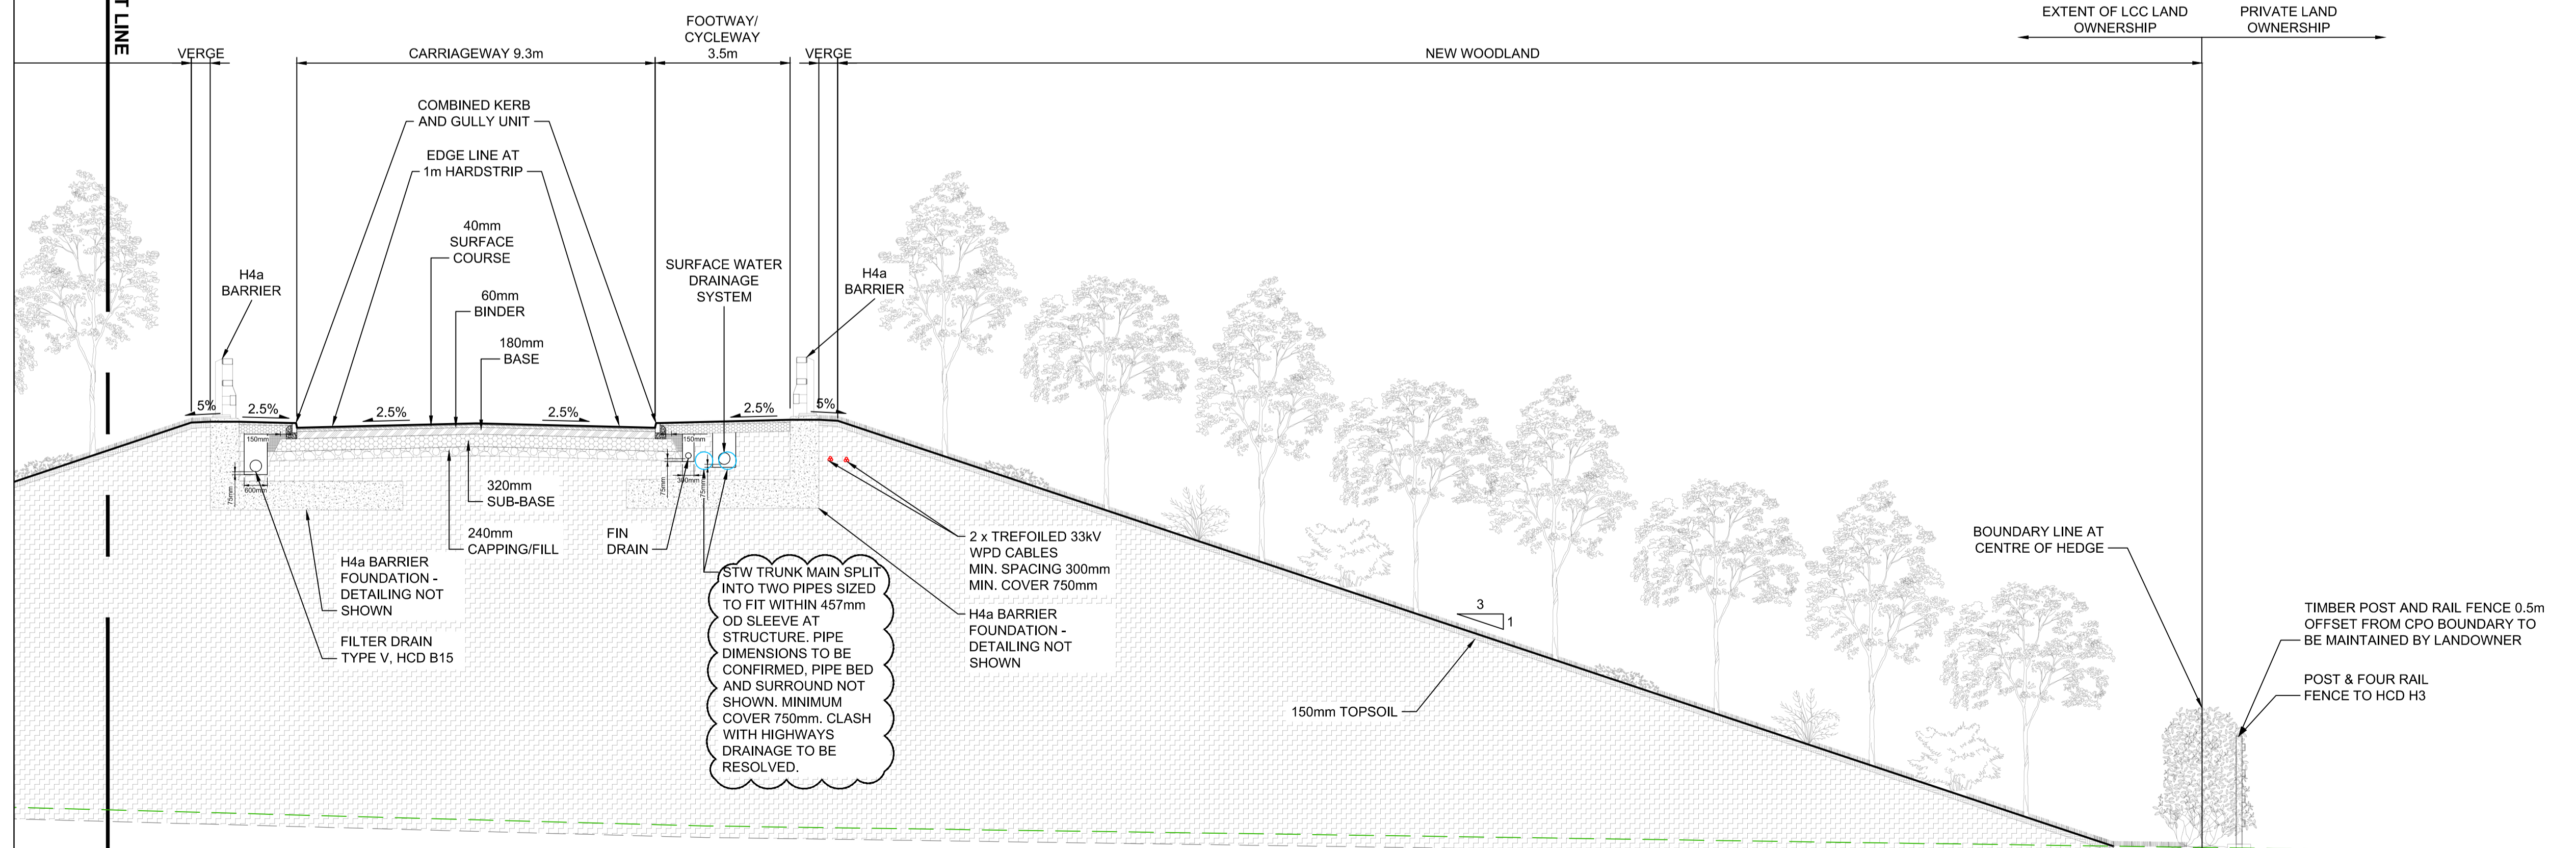 T LINE
VERGE
CARRIAGEWAY 9.3m
FOOTWAY/
CYCLEWAY
3.5m
VERGE
NEW WOODLAND
EXTENT OF LCC LAND
OWNERSHIP
PRIVATE LAND
OWNERSHIP
COMBINED KERB
AND GULLY UNIT
EDGE LINE AT
1m HARDSTRIP
40mm
SURFACE
COURSE
60mm
BINDER
180mm
BASE
H4a
BARRIER
SURFACE WATER
DRAINAGE
SYSTEM
H4a
BARRIER
5%
2.5%
2.5%
2.5%
2.5%
5%
150mm
75mm
600mm
150mm
75mm
300mm
75mm
320mm
SUB-BASE
240mm
CAPPING/FILL
FIN
DRAIN
H4a BARRIER
FOUNDATION -
DETAILING NOT
SHOWN
FILTER DRAIN
TYPE V, HCD B15
STW TRUNK MAIN SPLIT
INTO TWO PIPES SIZED
TO FIT WITHIN 457mm
OD SLEEVE AT
STRUCTURE. PIPE
DIMENSIONS TO BE
CONFIRMED, PIPE BED
AND SURROUND NOT
SHOWN. MINIMUM
COVER 750mm. CLASH
WITH HIGHWAYS
DRAINAGE TO BE
RESOLVED.
2 x TREFOILED 33kV
WPD CABLES
MIN. SPACING 300mm
MIN. COVER 750mm
H4a BARRIER
FOUNDATION -
DETAILING NOT
SHOWN
3
1
150mm TOPSOIL
BOUNDARY LINE AT
CENTRE OF HEDGE
TIMBER POST AND RAIL FENCE 0.5m
OFFSET FROM CPO BOUNDARY TO
BE MAINTAINED BY LANDOWNER
POST & FOUR RAIL
FENCE TO HCD H3